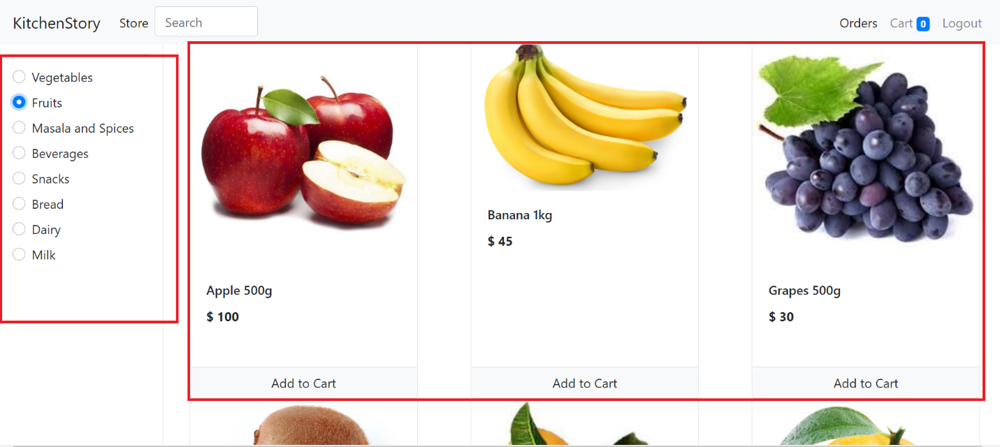 KitchenStory Store Search Orders Cart 0 Logout
Vegetables
Fruits
Masala and Spices
Beverages
Snacks
Bread
Dairy
Milk
Apple 500g
$ 100
Add to Cart
Banana 1kg
$ 45
Add to Cart
Grapes 500g
$ 30
Add to Cart